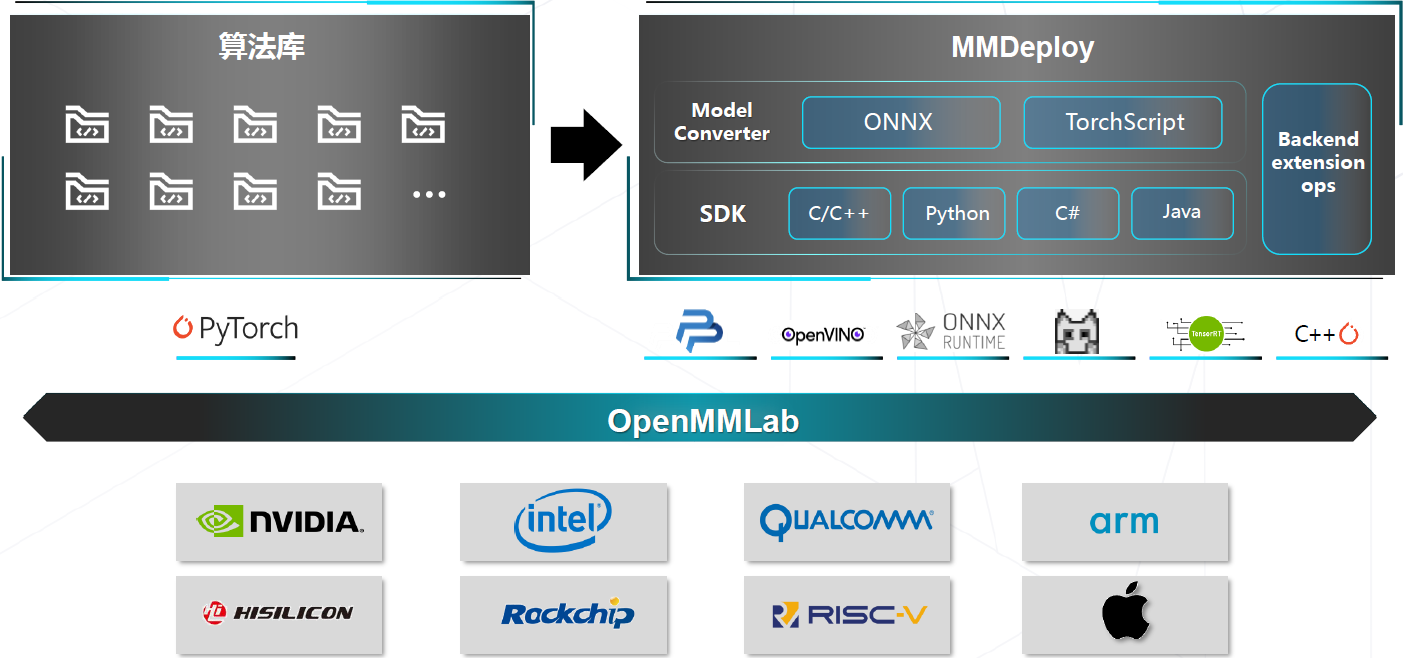 算法库
MMDeploy
Model
Converter
ONNX
TorchScript
Backend
extension
ops
SDK
C/C++
Python
C#
Java
...
PyTorch
OpenVINO
ONNX
RUNTIME
TensorRT
C++
OpenMMLab
NVIDIA
intel
QUALCOMM
arm
Hi HISILICON
Rockchip
RISC-V